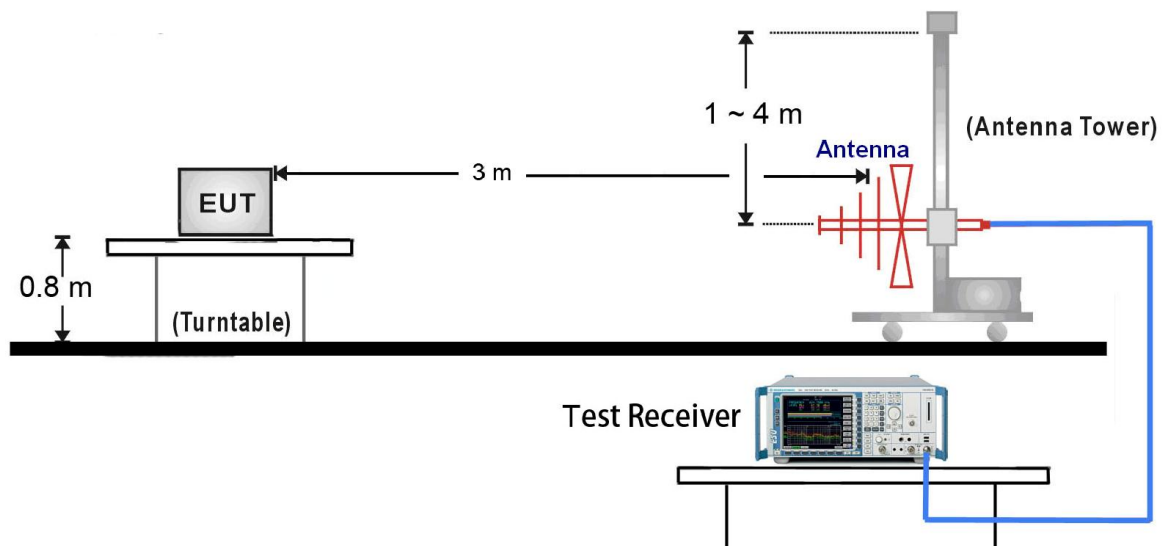 1 ~ 4 m
(Antenna Tower)
Antenna
3 m
EUT
0.8 m
(Turntable)
Test Receiver